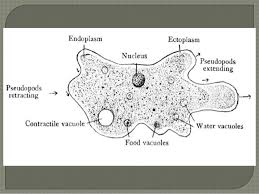 Endoplasm
Ectoplasm
Nucleus
Pseudopods
extending
Pseudopods
retracting
Contractile vacuole
Water vacuoles
Food vacuoles